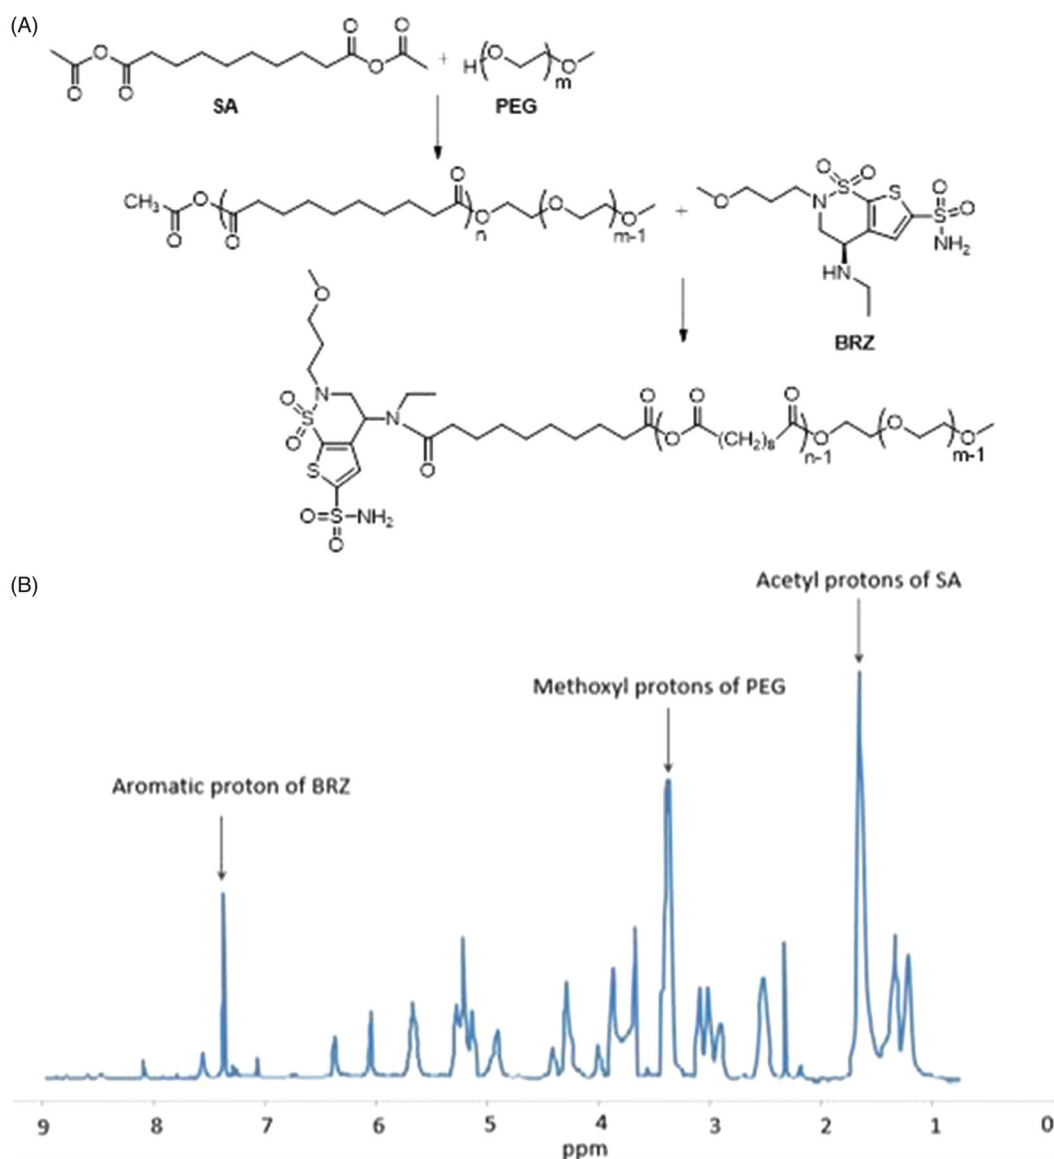 (A)
O O O O
O O
SA
+
H ( O ) m O
PEG
CH₃ O O ( O ) n O ( O ) m-1 O
+
O O S N O S O S O NH₂
HN
BRZ
O
N
O=S N O
O S O=S–NH₂ O
O ( O O (CH₂)₈ O ) n-1 O ( O ) m-1 O
(B)
Acetyl protons of SA
Methoxyl protons of PEG
Aromatic proton of BRZ
9 8 7 6 5 4 3 2 1 0
ppm